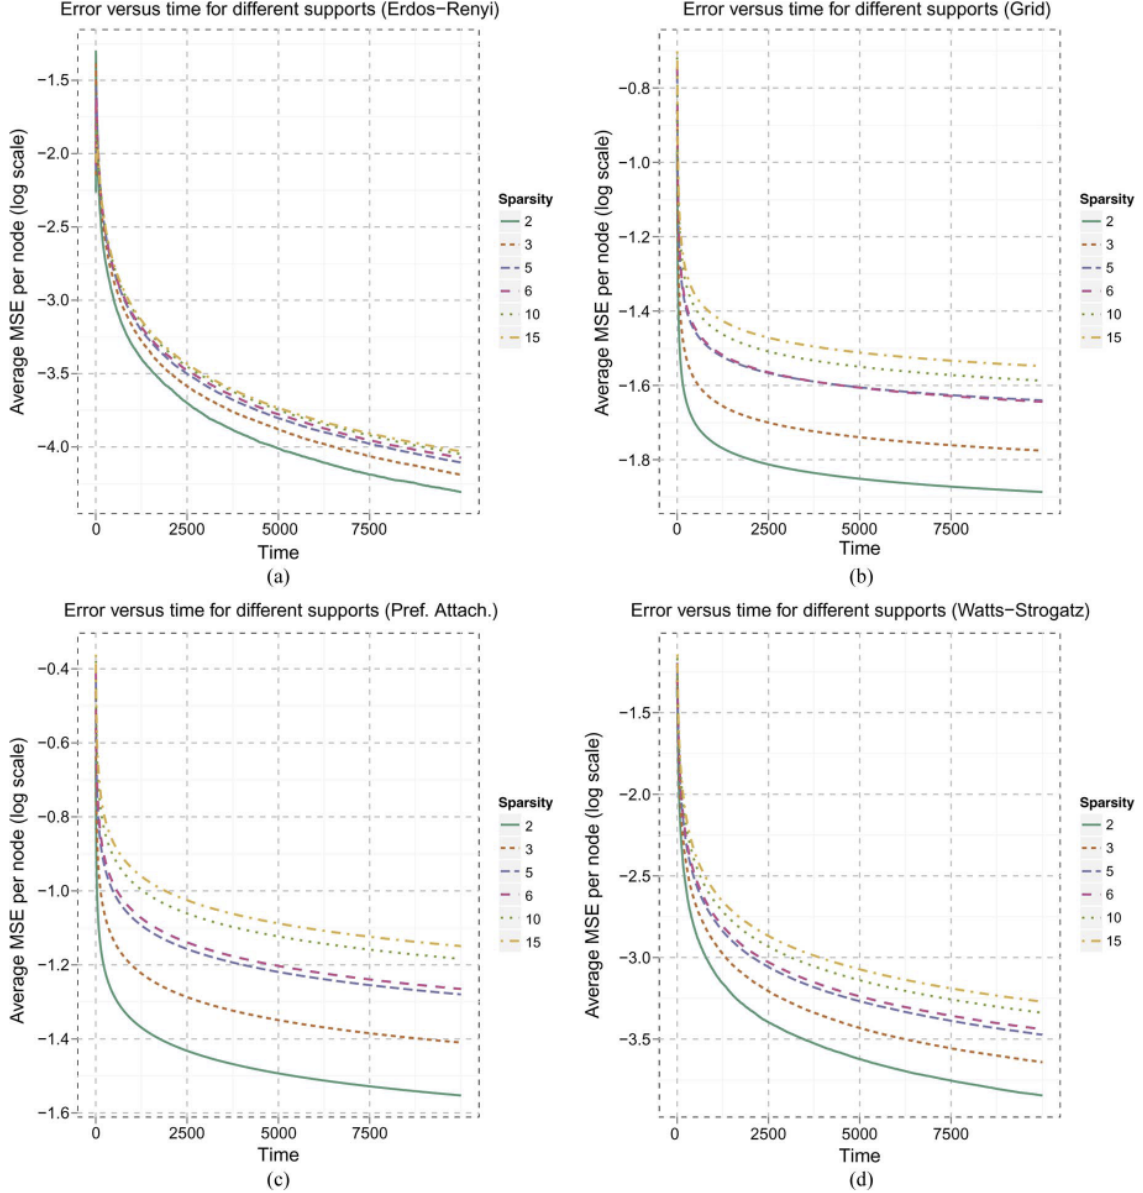 Error versus time for different supports (Erdos−Renyi)
Average MSE per node (log scale)
−1.5
−2.0
−2.5
−3.0
−3.5
−4.0
0 2500 5000 7500
Time
Sparsity
2
3
5
6
10
15
(a)
Error versus time for different supports (Grid)
Average MSE per node (log scale)
−0.8
−1.0
−1.2
−1.4
−1.6
−1.8
0 2500 5000 7500
Time
Sparsity
2
3
5
6
10
15
(b)
Error versus time for different supports (Pref. Attach.)
Average MSE per node (log scale)
−0.4
−0.6
−0.8
−1.0
−1.2
−1.4
−1.6
0 2500 5000 7500
Time
Sparsity
2
3
5
6
10
15
(c)
Error versus time for different supports (Watts−Strogatz)
Average MSE per node (log scale)
−1.5
−2.0
−2.5
−3.0
−3.5
0 2500 5000 7500
Time
Sparsity
2
3
5
6
10
15
(d)